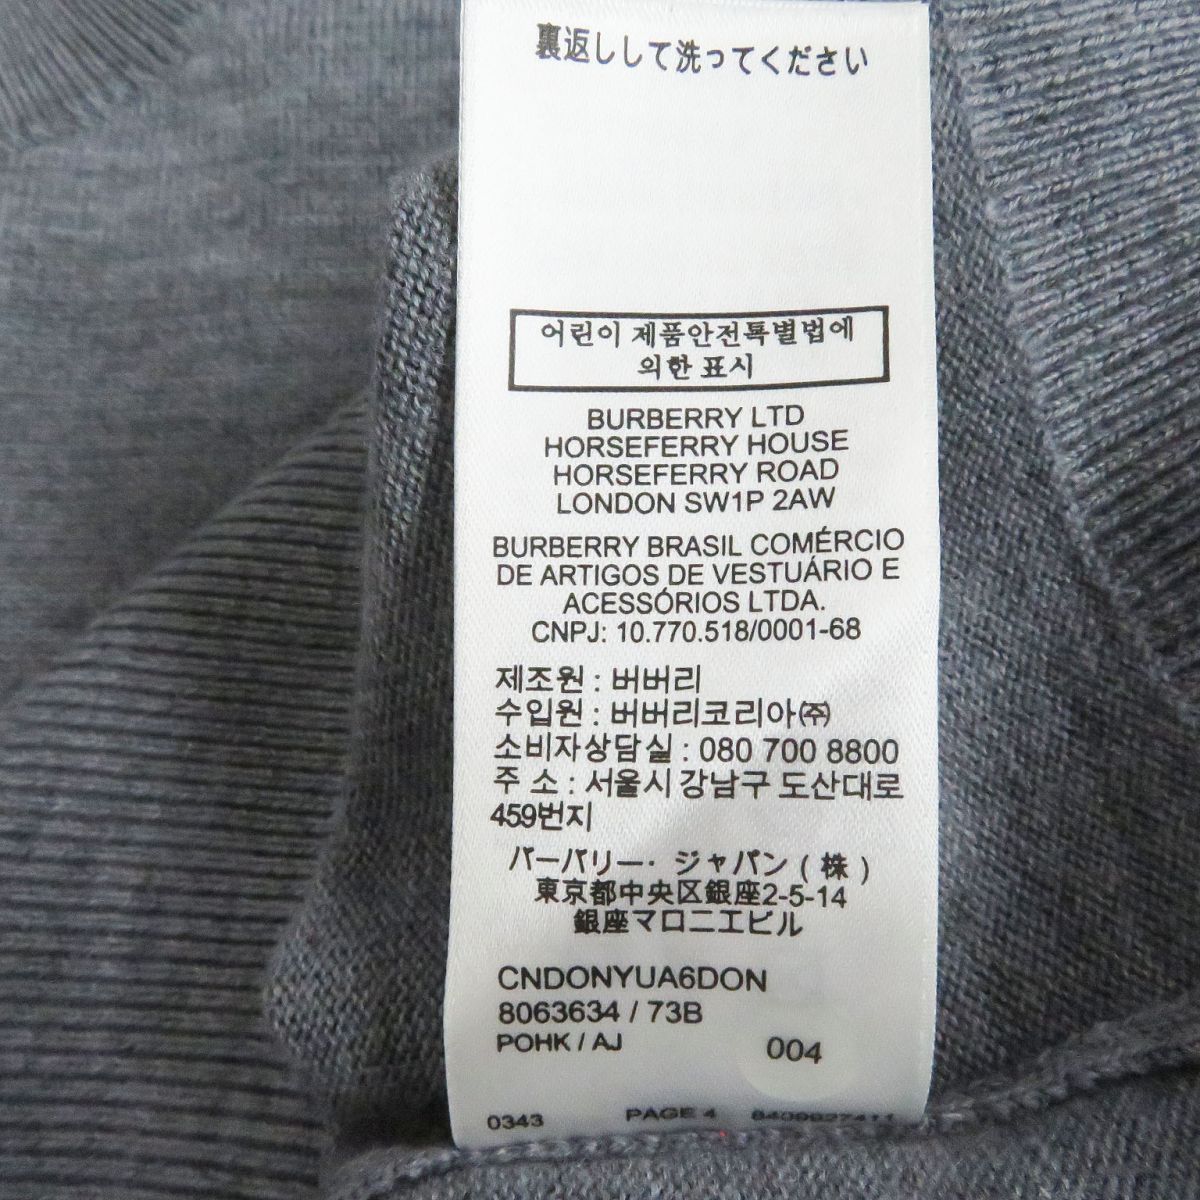 裏返しして洗ってください
어린이 제품안전특별법에
의한 표시
BURBERRY LTD
HORSEFERRY HOUSE
HORSEFERRY ROAD
LONDON SW1P 2AW
BURBERRY BRASIL COMÉRCIO
DE ARTIGOS DE VESTUÁRIO E
ACESSÓRIOS LTDA.
CNPJ: 10.770.518/0001-68
제조원 : 버버리
수입원 : 버버리코리아㈜
소비자상담실 : 080 700 8800
주 소 : 서울시 강남구 도산대로
459번지
バーバリー・ジャパン ( 株 )
東京都中央区銀座2-5-14
銀座マロニエビル
CNDONYUA6DON
8063634 / 73B
POHK / AJ 004
0343 PAGE 4